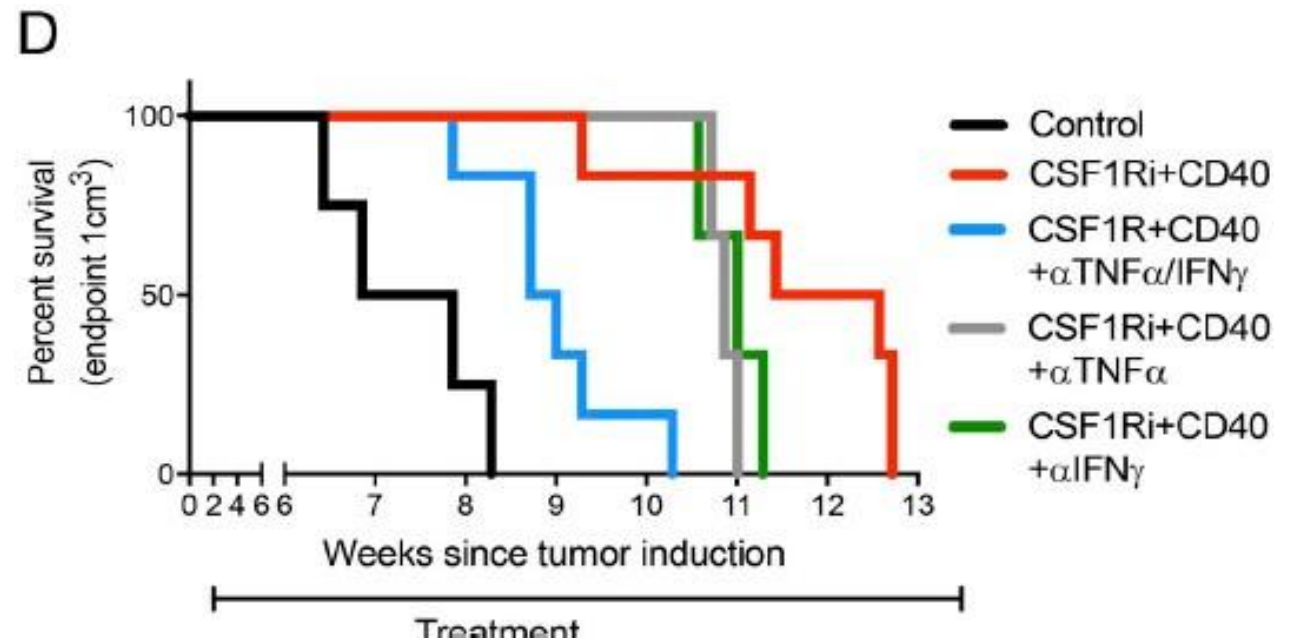 D
Percent survival
(endpoint 1cm³)
100
50
0
0 2 4 6 6 7 8 9 10 11 12 13
Weeks since tumor induction
Treatment
Control
CSF1Ri+CD40
CSF1R+CD40
+αTNFα/IFNγ
CSF1Ri+CD40
+αTNFα
CSF1Ri+CD40
+αIFNγ